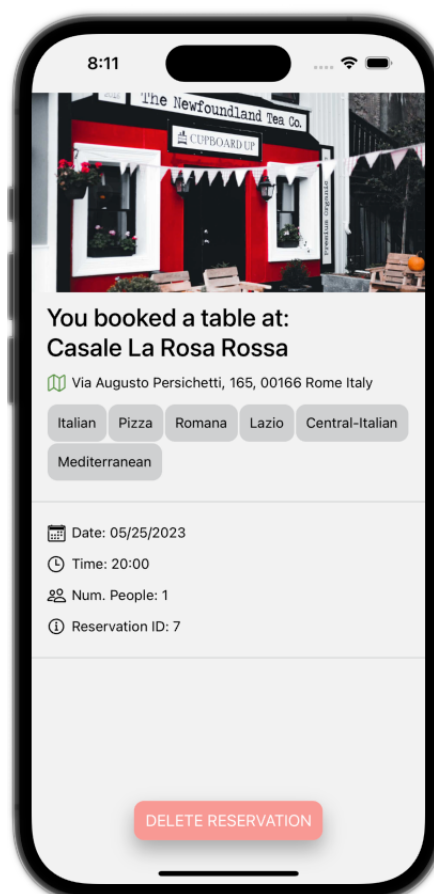 8:11
The Newfoundland Tea Co.
CUPBOARD UP
Premium Organic
You booked a table at:
Casale La Rosa Rossa
Via Augusto Persichetti, 165, 00166 Rome Italy
Italian Pizza Romana Lazio Central-Italian
Mediterranean
Date: 05/25/2023
Time: 20:00
Num. People: 1
Reservation ID: 7
DELETE RESERVATION